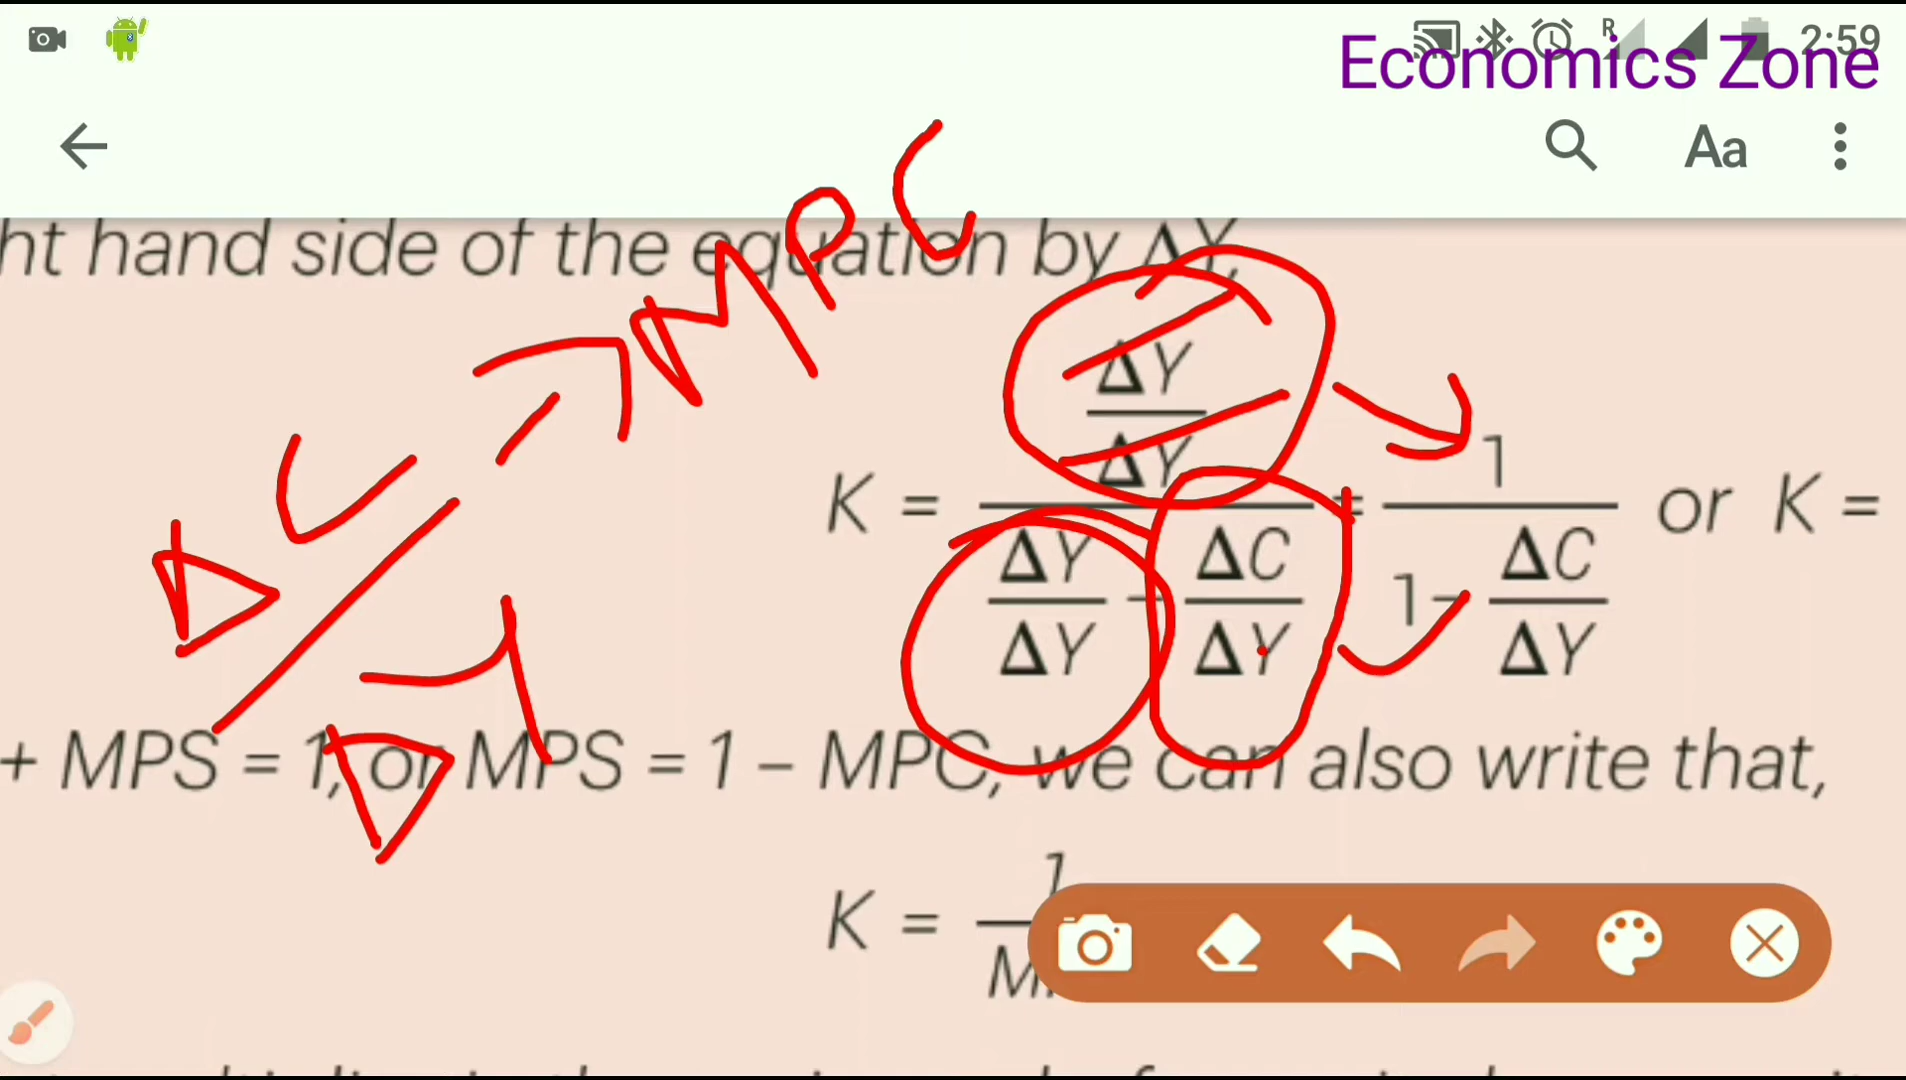 2:59
Economics Zone
Aa
ht hand side of the equation by ΔY,
MPC
ΔC / ΔY
K = (ΔY/ΔY) / (ΔY/ΔY − ΔC/ΔY) = 1 / (1− ΔC/ΔY) or K =
+ MPS = 1, or MPS = 1 – MPC, we can also write that,
K = 1